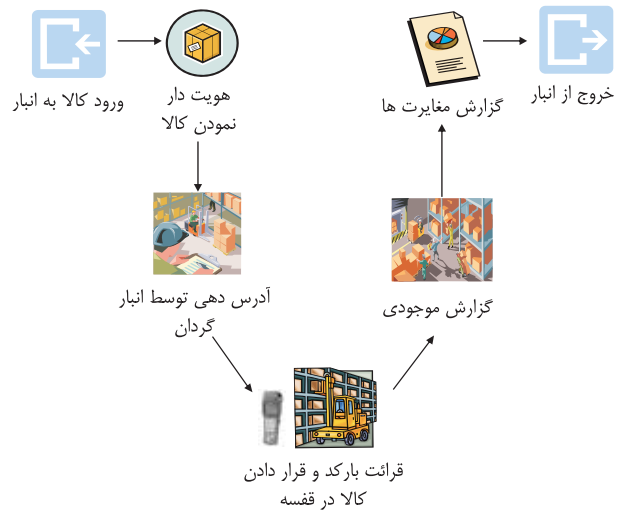 ورود کالا به انبار
هویت دار
نمودن کالا
آدرس دهی توسط انبار
گردان
قرائت بارکد و قرار دادن
کالا در قفسه
گزارش موجودی
گزارش مغایرت ها
خروج از انبار